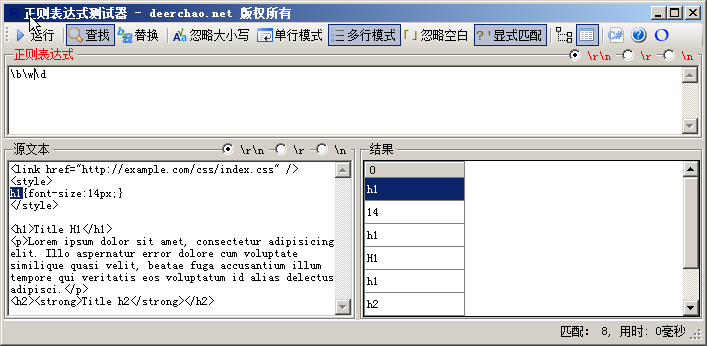 正则表达式测试器 - deerchao.net 版权所有
运行 查找 替换 忽略大小写 单行模式 多行模式 忽略空白 显式匹配 C#
正则表达式 \r\n \r \n
\b\w\d
源文本 \r\n \r \n
<link href="http://example.com/css/index.css" />
<style>
h1{font-size:14px;}
</style>
<h1>Title H1</h1>
<p>Lorem ipsum dolor sit amet, consectetur adipisicing
elit. Illo aspernatur error dolore cum voluptate
similique quasi velit, beatae fuga accusantium illum
tempore qui veritatis eos voluptatum id alias delectus
adipisci.</p>
<h2><strong>Title h2</strong></h2>
结果
0
h1
14
h1
H1
h1
h2
匹配: 8, 用时: 0毫秒